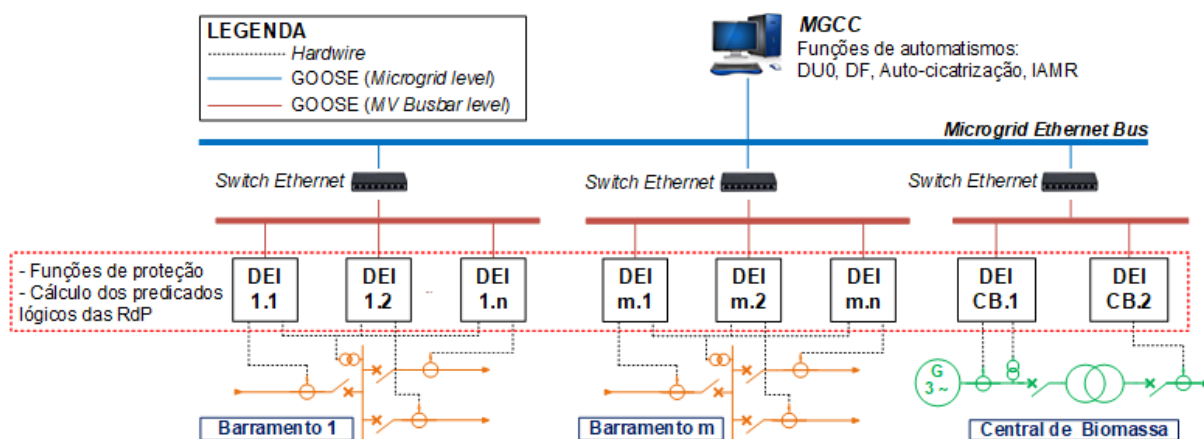 LEGENDA
Hardwire
GOOSE (Microgrid level)
GOOSE (MV Busbar level)
MGCC
Funções de automatismos:
DU0, DF, Auto-cicatrização, IAMR
Microgrid Ethernet Bus
Switch Ethernet
Switch Ethernet
Switch Ethernet
- Funções de proteção
- Cálculo dos predicados
lógicos das RdP
DEI
1.1
DEI
1.2
..
DEI
1.n
DEI
m.1
DEI
m.2
DEI
m.n
DEI
CB.1
DEI
CB.2
G
3 ~
Barramento 1
Barramento m
Central de Biomassa